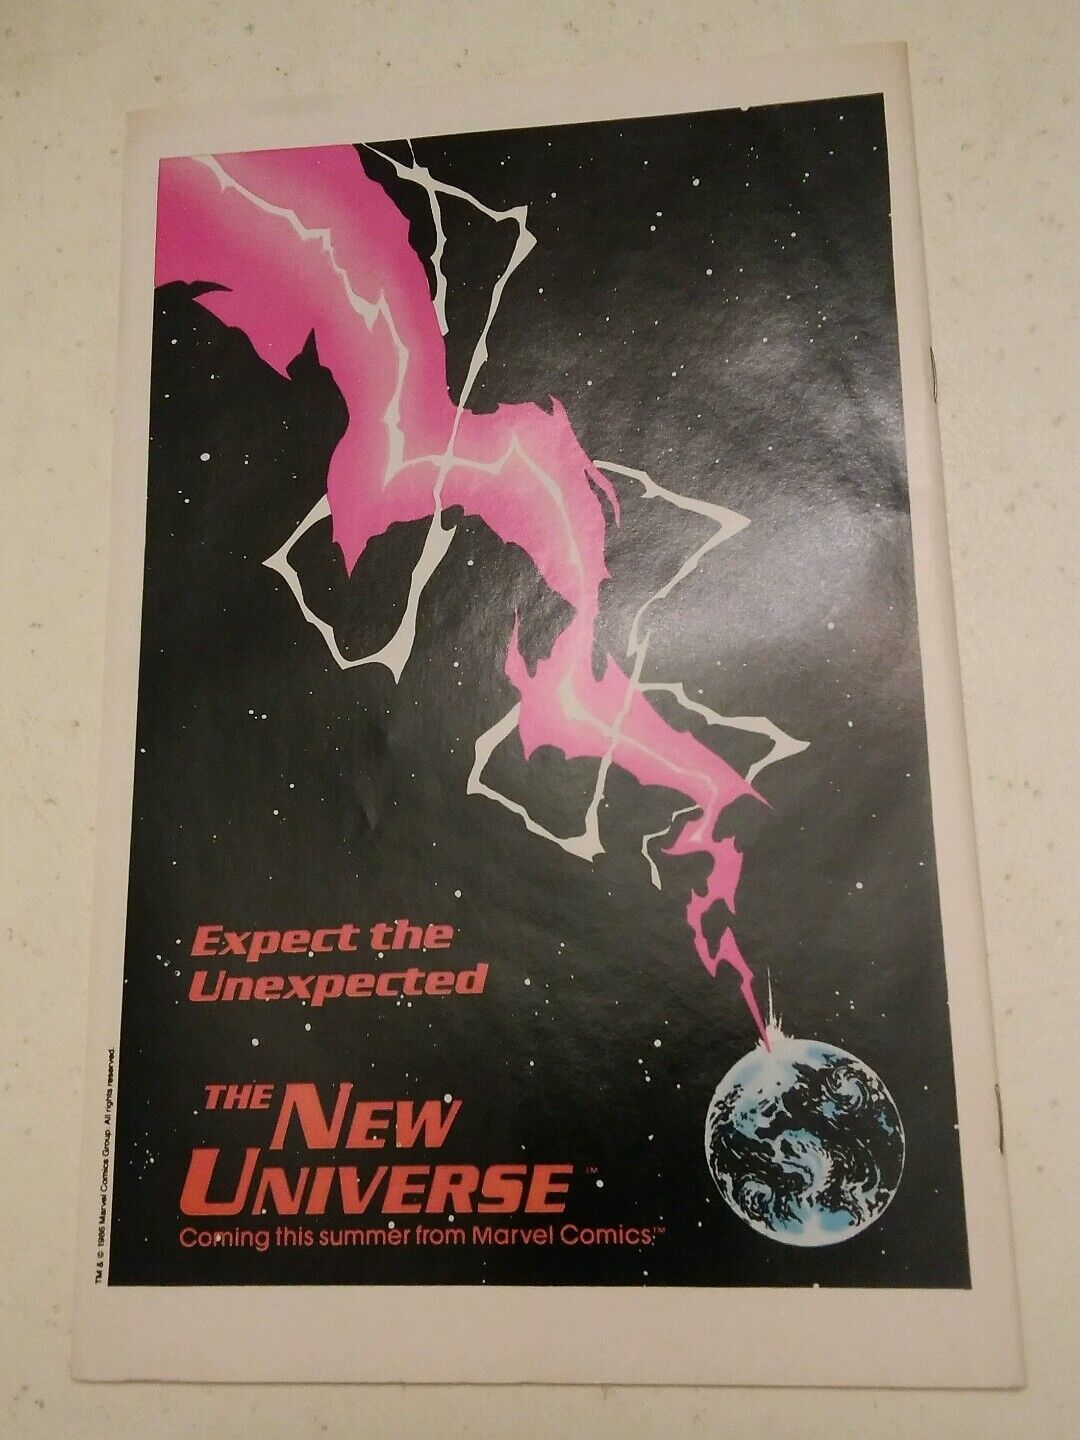 Expect the
Unexpected
THE NEW
UNIVERSE™
Coming this summer from Marvel Comics™
TM & © 1986 Marvel Comics Group. All rights reserved.